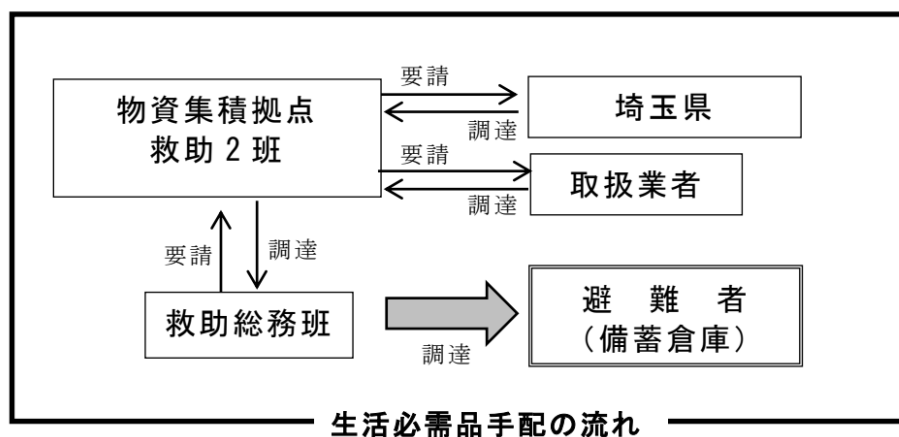 物資集積拠点
救助２班
要請
調達
埼玉県
要請
調達
取扱業者
要請
調達
救助総務班
調達
避　難　者
（備蓄倉庫）
生活必需品手配の流れ